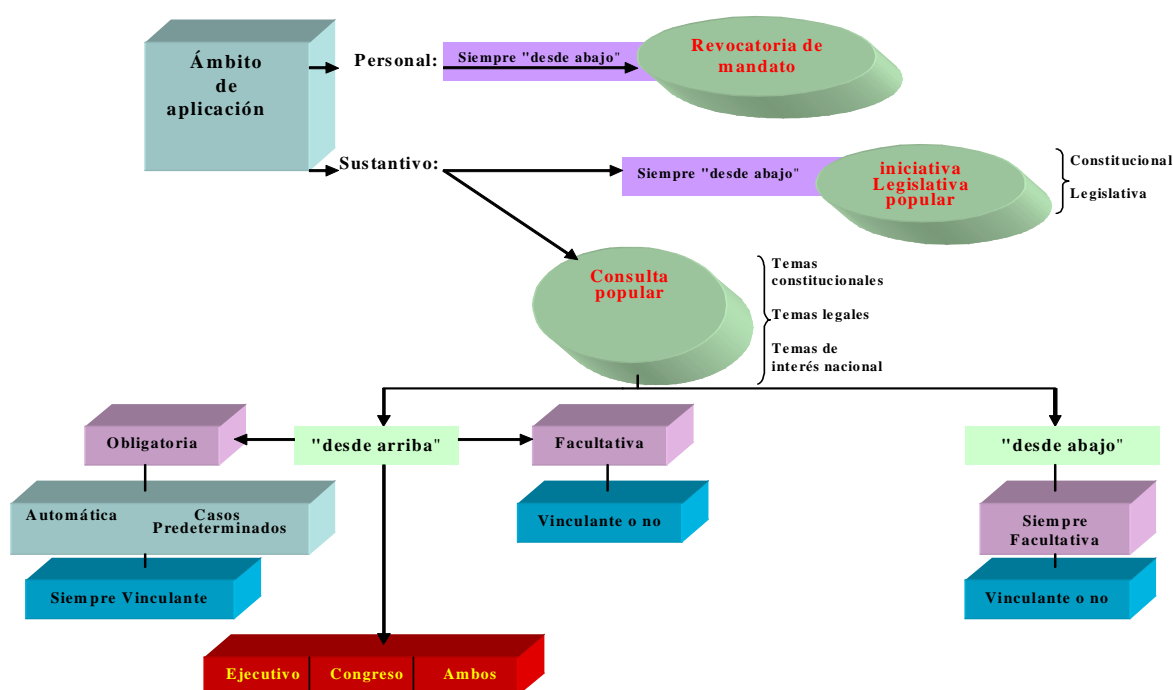 Ámbito
de
aplicación
Personal:
Siempre "desde abajo"
Revocatoria de
mandato
Sustantivo:
Siempre "desde abajo"
iniciativa
Legislativa
popular
Constitucional
Legislativa
Consulta
popular
Temas
constitucionales
Temas legales
Temas de
interés nacional
Obligatoria
"desde arriba"
Facultativa
"desde abajo"
Automática
Casos
Predeterminados
Vinculante o no
Siempre
Facultativa
Siempre Vinculante
Vinculante o no
Ejecutivo
Congreso
Ambos